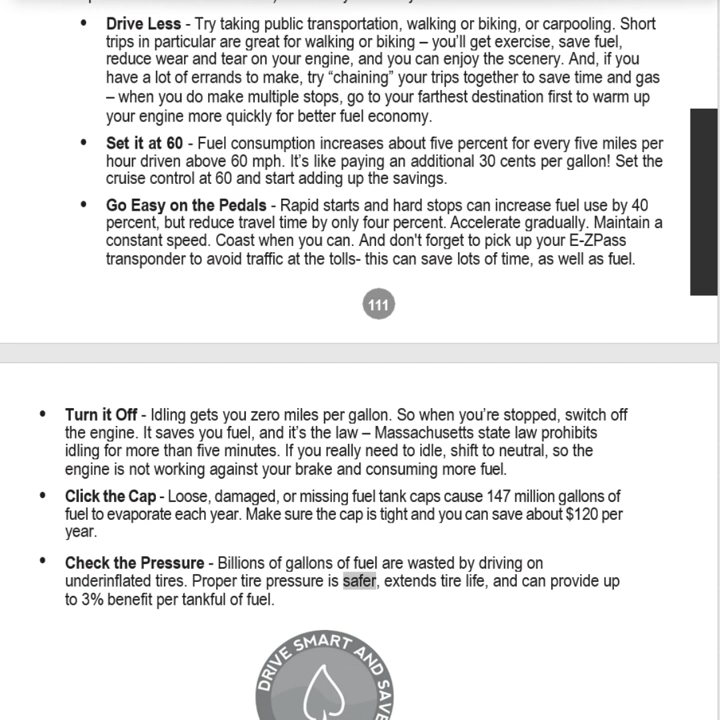 • Drive Less - Try taking public transportation, walking or biking, or carpooling. Short
trips in particular are great for walking or biking – you’ll get exercise, save fuel,
reduce wear and tear on your engine, and you can enjoy the scenery. And, if you
have a lot of errands to make, try “chaining” your trips together to save time and gas
– when you do make multiple stops, go to your farthest destination first to warm up
your engine more quickly for better fuel economy.
• Set it at 60 - Fuel consumption increases about five percent for every five miles per
hour driven above 60 mph. It’s like paying an additional 30 cents per gallon! Set the
cruise control at 60 and start adding up the savings.
• Go Easy on the Pedals - Rapid starts and hard stops can increase fuel use by 40
percent, but reduce travel time by only four percent. Accelerate gradually. Maintain a
constant speed. Coast when you can. And don't forget to pick up your E-ZPass
transponder to avoid traffic at the tolls- this can save lots of time, as well as fuel.
111
• Turn it Off - Idling gets you zero miles per gallon. So when you’re stopped, switch off
the engine. It saves you fuel, and it’s the law – Massachusetts state law prohibits
idling for more than five minutes. If you really need to idle, shift to neutral, so the
engine is not working against your brake and consuming more fuel.
• Click the Cap - Loose, damaged, or missing fuel tank caps cause 147 million gallons of
fuel to evaporate each year. Make sure the cap is tight and you can save about $120 per
year.
• Check the Pressure - Billions of gallons of fuel are wasted by driving on
underinflated tires. Proper tire pressure is safer, extends tire life, and can provide up
to 3% benefit per tankful of fuel.
DRIVE SMART AND SAVE